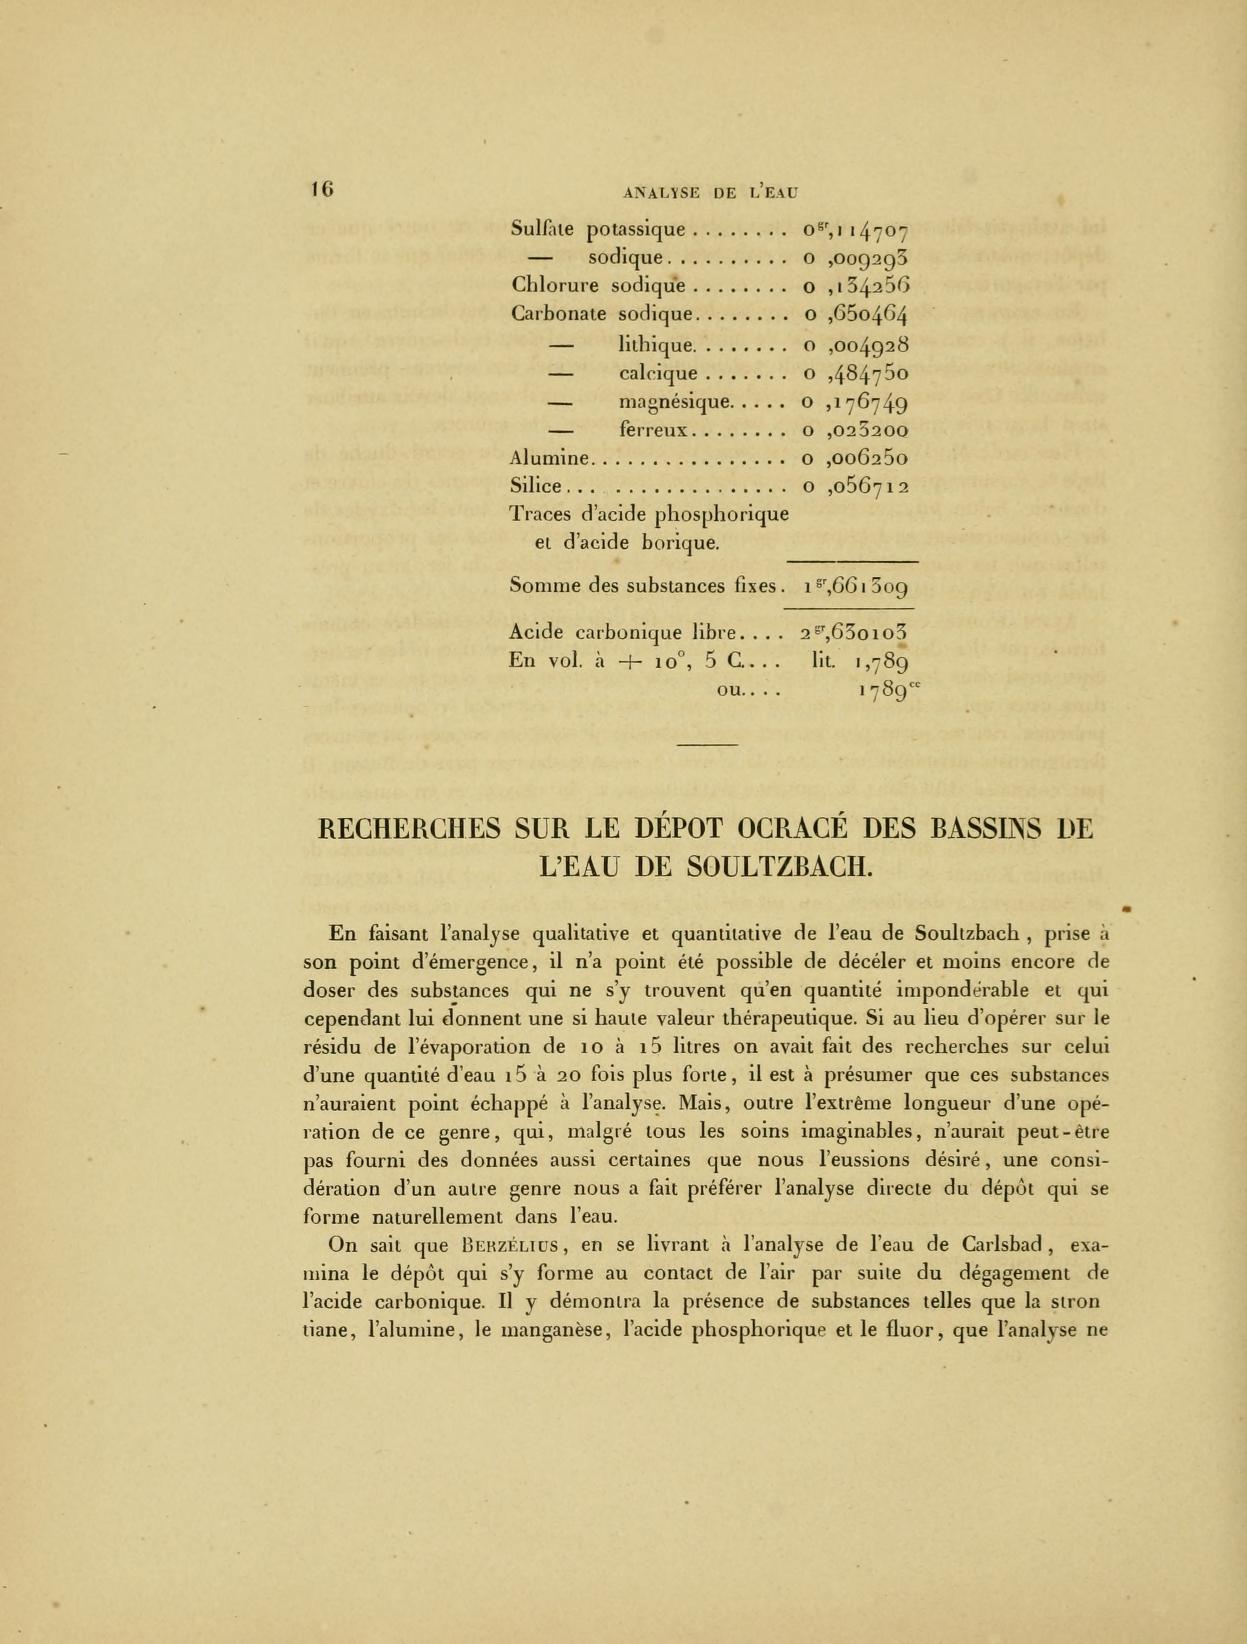 16 ANALYSE DE L'EAU
Sulfate potassique ........ 0gr,114707
— sodique.......... 0 ,009293
Chlorure sodique ........ 0 ,134256
Carbonate sodique........ 0 ,650464
— lithique........ 0 ,004928
— calcique ....... 0 ,484750
— magnésique..... 0 ,176749
— ferreux........ 0 ,023200
Alumine................. 0 ,006250
Silice... ................. 0 ,056712
Traces d'acide phosphorique
et d'acide borique.
Somme des substances fixes. 1gr,661309
Acide carbonique libre.... 2gr,630103
En vol. à + 10°, 5 C.... lit. 1,789
ou.... 1789cc
RECHERCHES SUR LE DÉPOT OCRACÉ DES BASSINS DE
L'EAU DE SOULTZBACH.
En faisant l'analyse qualitative et quantitative de l'eau de Soultzbach, prise à
son point d'émergence, il n'a point été possible de décéler et moins encore de
doser des substances qui ne s'y trouvent qu'en quantité impondérable et qui
cependant lui donnent une si haute valeur thérapeutique. Si au lieu d'opérer sur le
résidu de l'évaporation de 10 à 15 litres on avait fait des recherches sur celui
d'une quantité d'eau 15 à 20 fois plus forte, il est à présumer que ces substances
n'auraient point échappé à l'analyse. Mais, outre l'extrême longueur d'une opé-
ration de ce genre, qui, malgré tous les soins imaginables, n'aurait peut-être
pas fourni des données aussi certaines que nous l'eussions désiré, une consi-
dération d'un autre genre nous a fait préférer l'analyse directe du dépôt qui se
forme naturellement dans l'eau.
On sait que BERZÉLIUS, en se livrant à l'analyse de l'eau de Carlsbad, exa-
mina le dépôt qui s'y forme au contact de l'air par suite du dégagement de
l'acide carbonique. Il y démontra la présence de substances telles que la stron
tiane, l'alumine, le manganèse, l'acide phosphorique et le fluor, que l'analyse ne